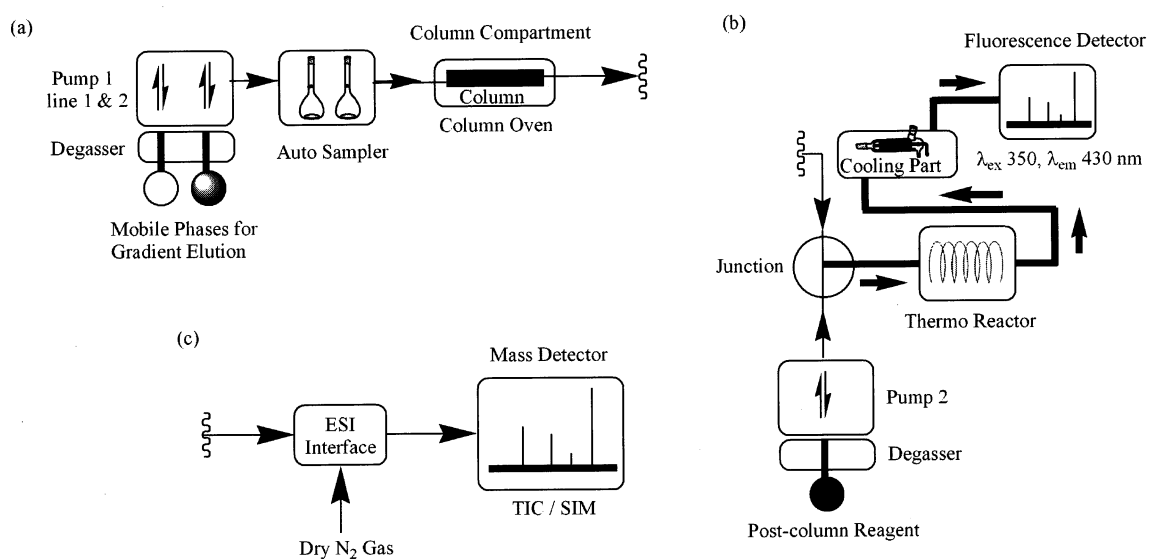 (a)
Column Compartment
Pump 1
line 1 & 2
Column
Degasser
Auto Sampler
Column Oven
Mobile Phases for
Gradient Elution
(b)
Fluorescence Detector
Cooling Part
λex 350, λem 430 nm
Junction
Thermo Reactor
Pump 2
Degasser
Post-column Reagent
(c)
Mass Detector
ESI
Interface
TIC / SIM
Dry N2 Gas